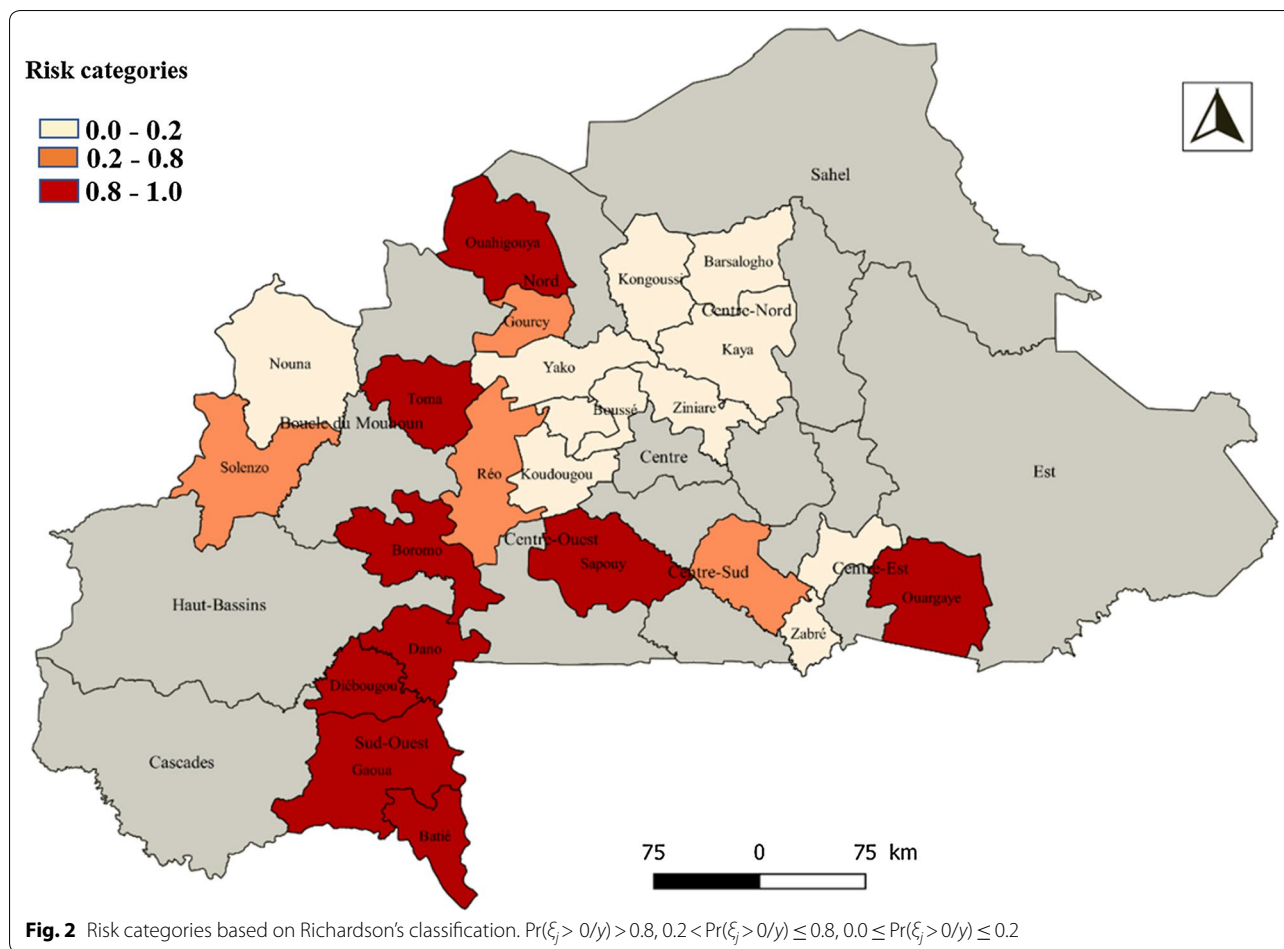 Risk categories
0.0 - 0.2
0.2 - 0.8
0.8 - 1.0
Sahel
Ouahigouya
Nord
Kongoussi
Barsalogho
Centre-Nord
Gourcy
Kaya
Nouna
Yako
Toma
Boussé
Ziniare
Boucle du Mouhoun
Solenzo
Réo
Koudougou
Centre
Est
Boromo
Centre-Ouest
Sapouy
Centre-Sud
Centre-Est
Ouargaye
Haut-Bassins
Zabré
Dano
Diébougou
Sud-Ouest
Gaoua
Cascades
Batié
75 0 75 km
Fig. 2 Risk categories based on Richardson’s classification. Pr(ξj > 0/y) > 0.8, 0.2 < Pr(ξj > 0/y) ≤ 0.8, 0.0 ≤ Pr(ξj > 0/y) ≤ 0.2